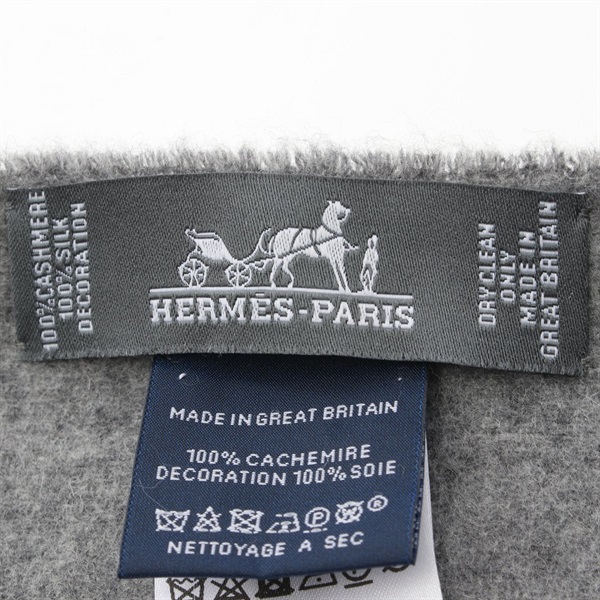 100% CASHMERE
100% SILK
DECORATION
HERMÈS-PARIS
DRY CLEAN
ONLY
MADE IN
GREAT BRITAIN
MADE IN GREAT BRITAIN
100% CACHEMIRE
DECORATION 100% SOIE
®
NETTOYAGE A SEC